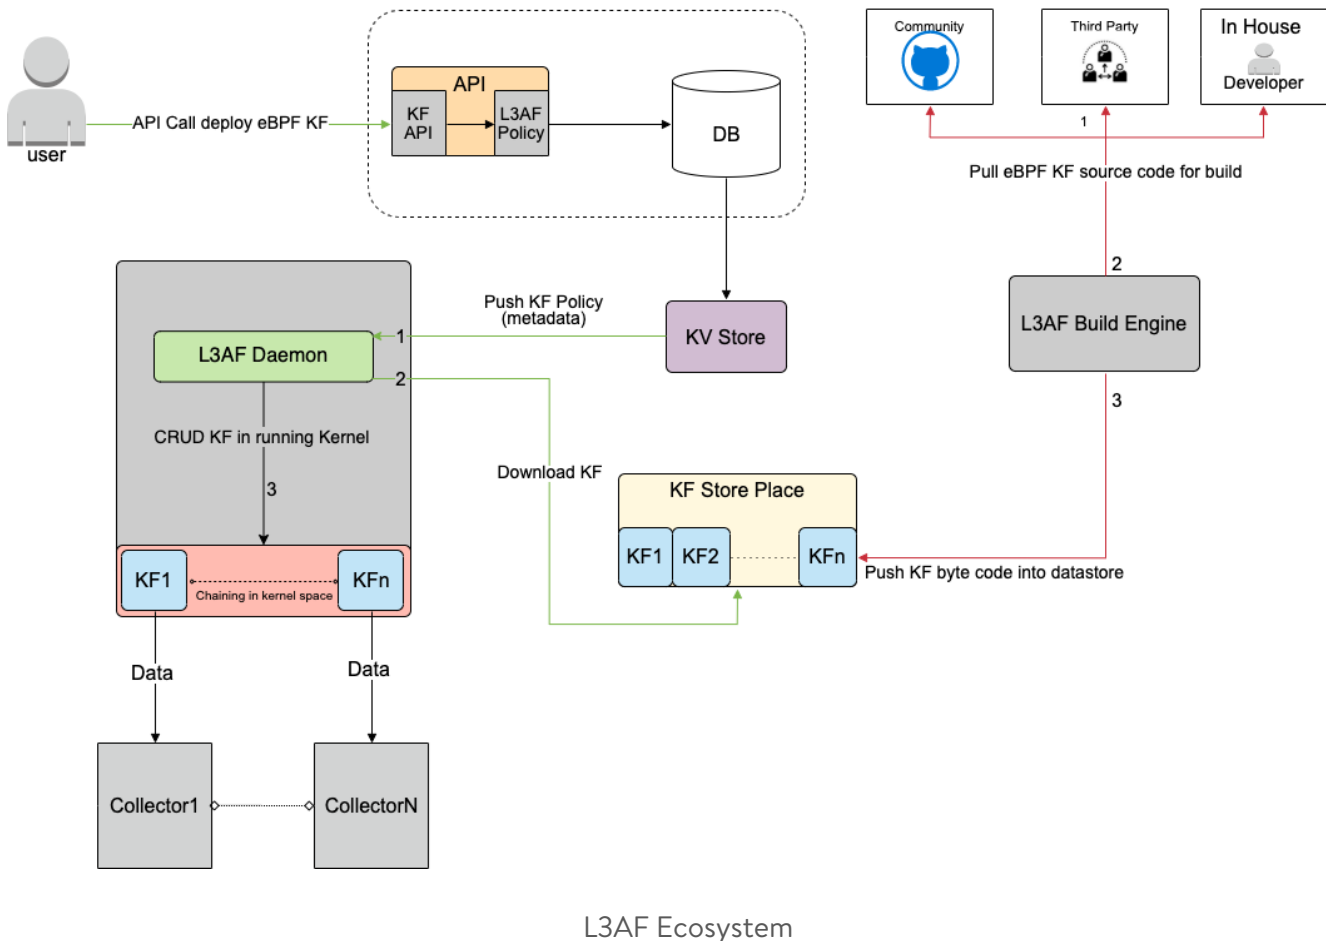 Community
Third Party
In House
Developer
API
KF
API
L3AF
Policy
DB
API Call deploy eBPF KF
user
1
Pull eBPF KF source code for build
2
L3AF Build Engine
3
Push KF Policy
(metadata)
KV Store
1
L3AF Daemon
2
CRUD KF in running Kernel
3
Download KF
KF Store Place
KF1
KF2
KFn
Push KF byte code into datastore
KF1
Chaining in kernel space
KFn
Data
Data
Collector1
CollectorN
L3AF Ecosystem